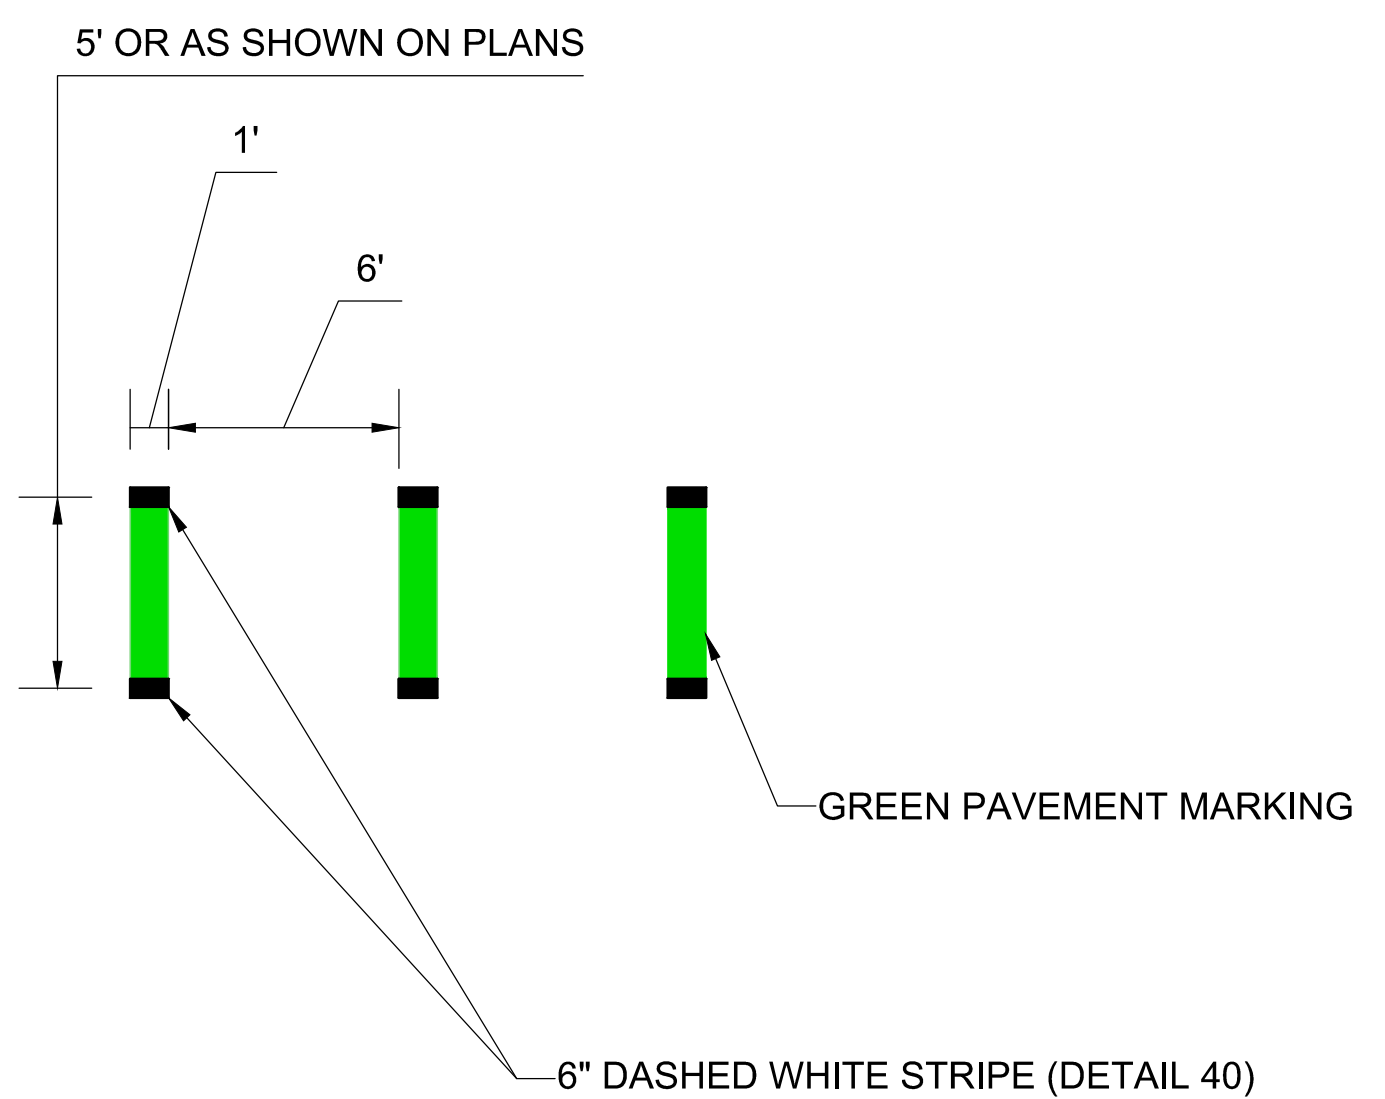 5' OR AS SHOWN ON PLANS
1'
6'
GREEN PAVEMENT MARKING
6" DASHED WHITE STRIPE (DETAIL 40)